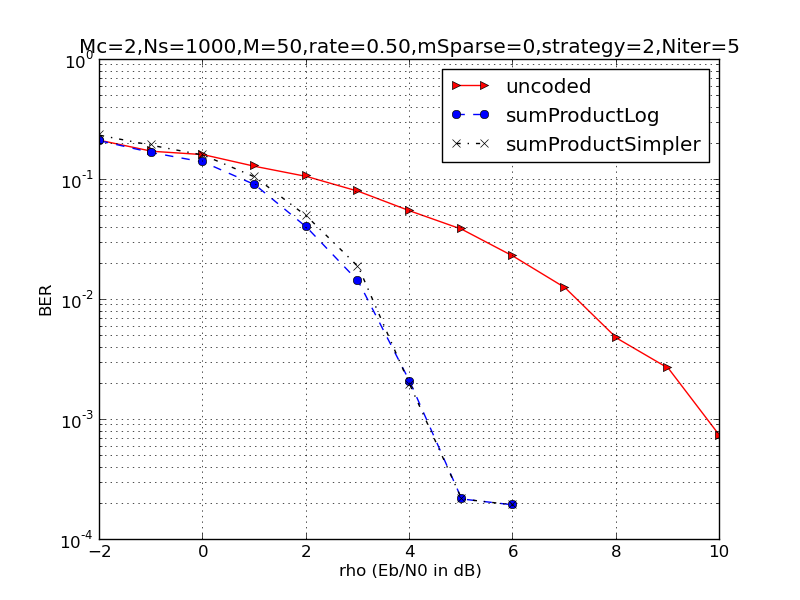 Mc=2,Ns=1000,M=50,rate=0.50,mSparse=0,strategy=2,Niter=5
uncoded
sumProductLog
sumProductSimpler
10^0
10^-1
10^-2
10^-3
10^-4
BER
−2 0 2 4 6 8 10
rho (Eb/N0 in dB)